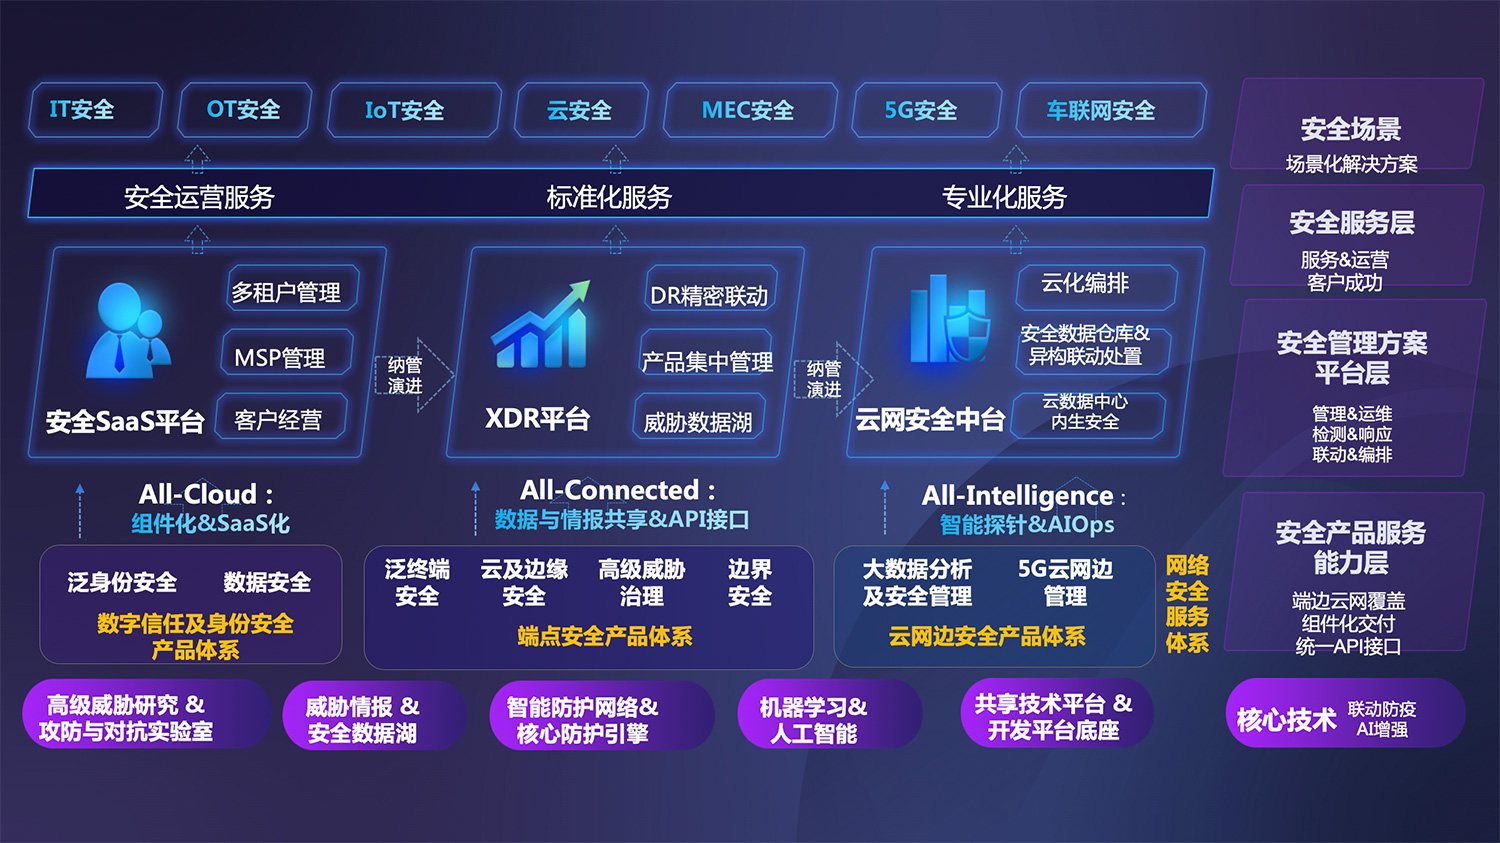 IT安全
OT安全
IoT安全
云安全
MEC安全
5G安全
车联网安全
安全场景
场景化解决方案
安全运营服务
标准化服务
专业化服务
安全服务层
服务&运营
客户成功
安全SaaS平台
多租户管理
MSP管理
客户经营
纳管
演进
XDR平台
DR精密联动
产品集中管理
威胁数据湖
纳管
演进
云网安全中台
云化编排
安全数据仓库&
异构联动处置
云数据中心
内生安全
安全管理方案
平台层
管理&运维
检测&响应
联动&编排
All-Cloud：
组件化&SaaS化
All-Connected：
数据与情报共享&API接口
All-Intelligence：
智能探针&AIOps
泛身份安全
数据安全
数字信任及身份安全
产品体系
泛终端
安全
云及边缘
安全
高级威胁
治理
边界
安全
端点安全产品体系
大数据分析
及安全管理
5G云网边
管理
云网边安全产品体系
网络
安全
服务
体系
安全产品服务
能力层
端边云网覆盖
组件化交付
统一API接口
高级威胁研究 &
攻防与对抗实验室
威胁情报 &
安全数据湖
智能防护网络&
核心防护引擎
机器学习&
人工智能
共享技术平台 &
开发平台底座
核心技术
联动防疫
AI增强